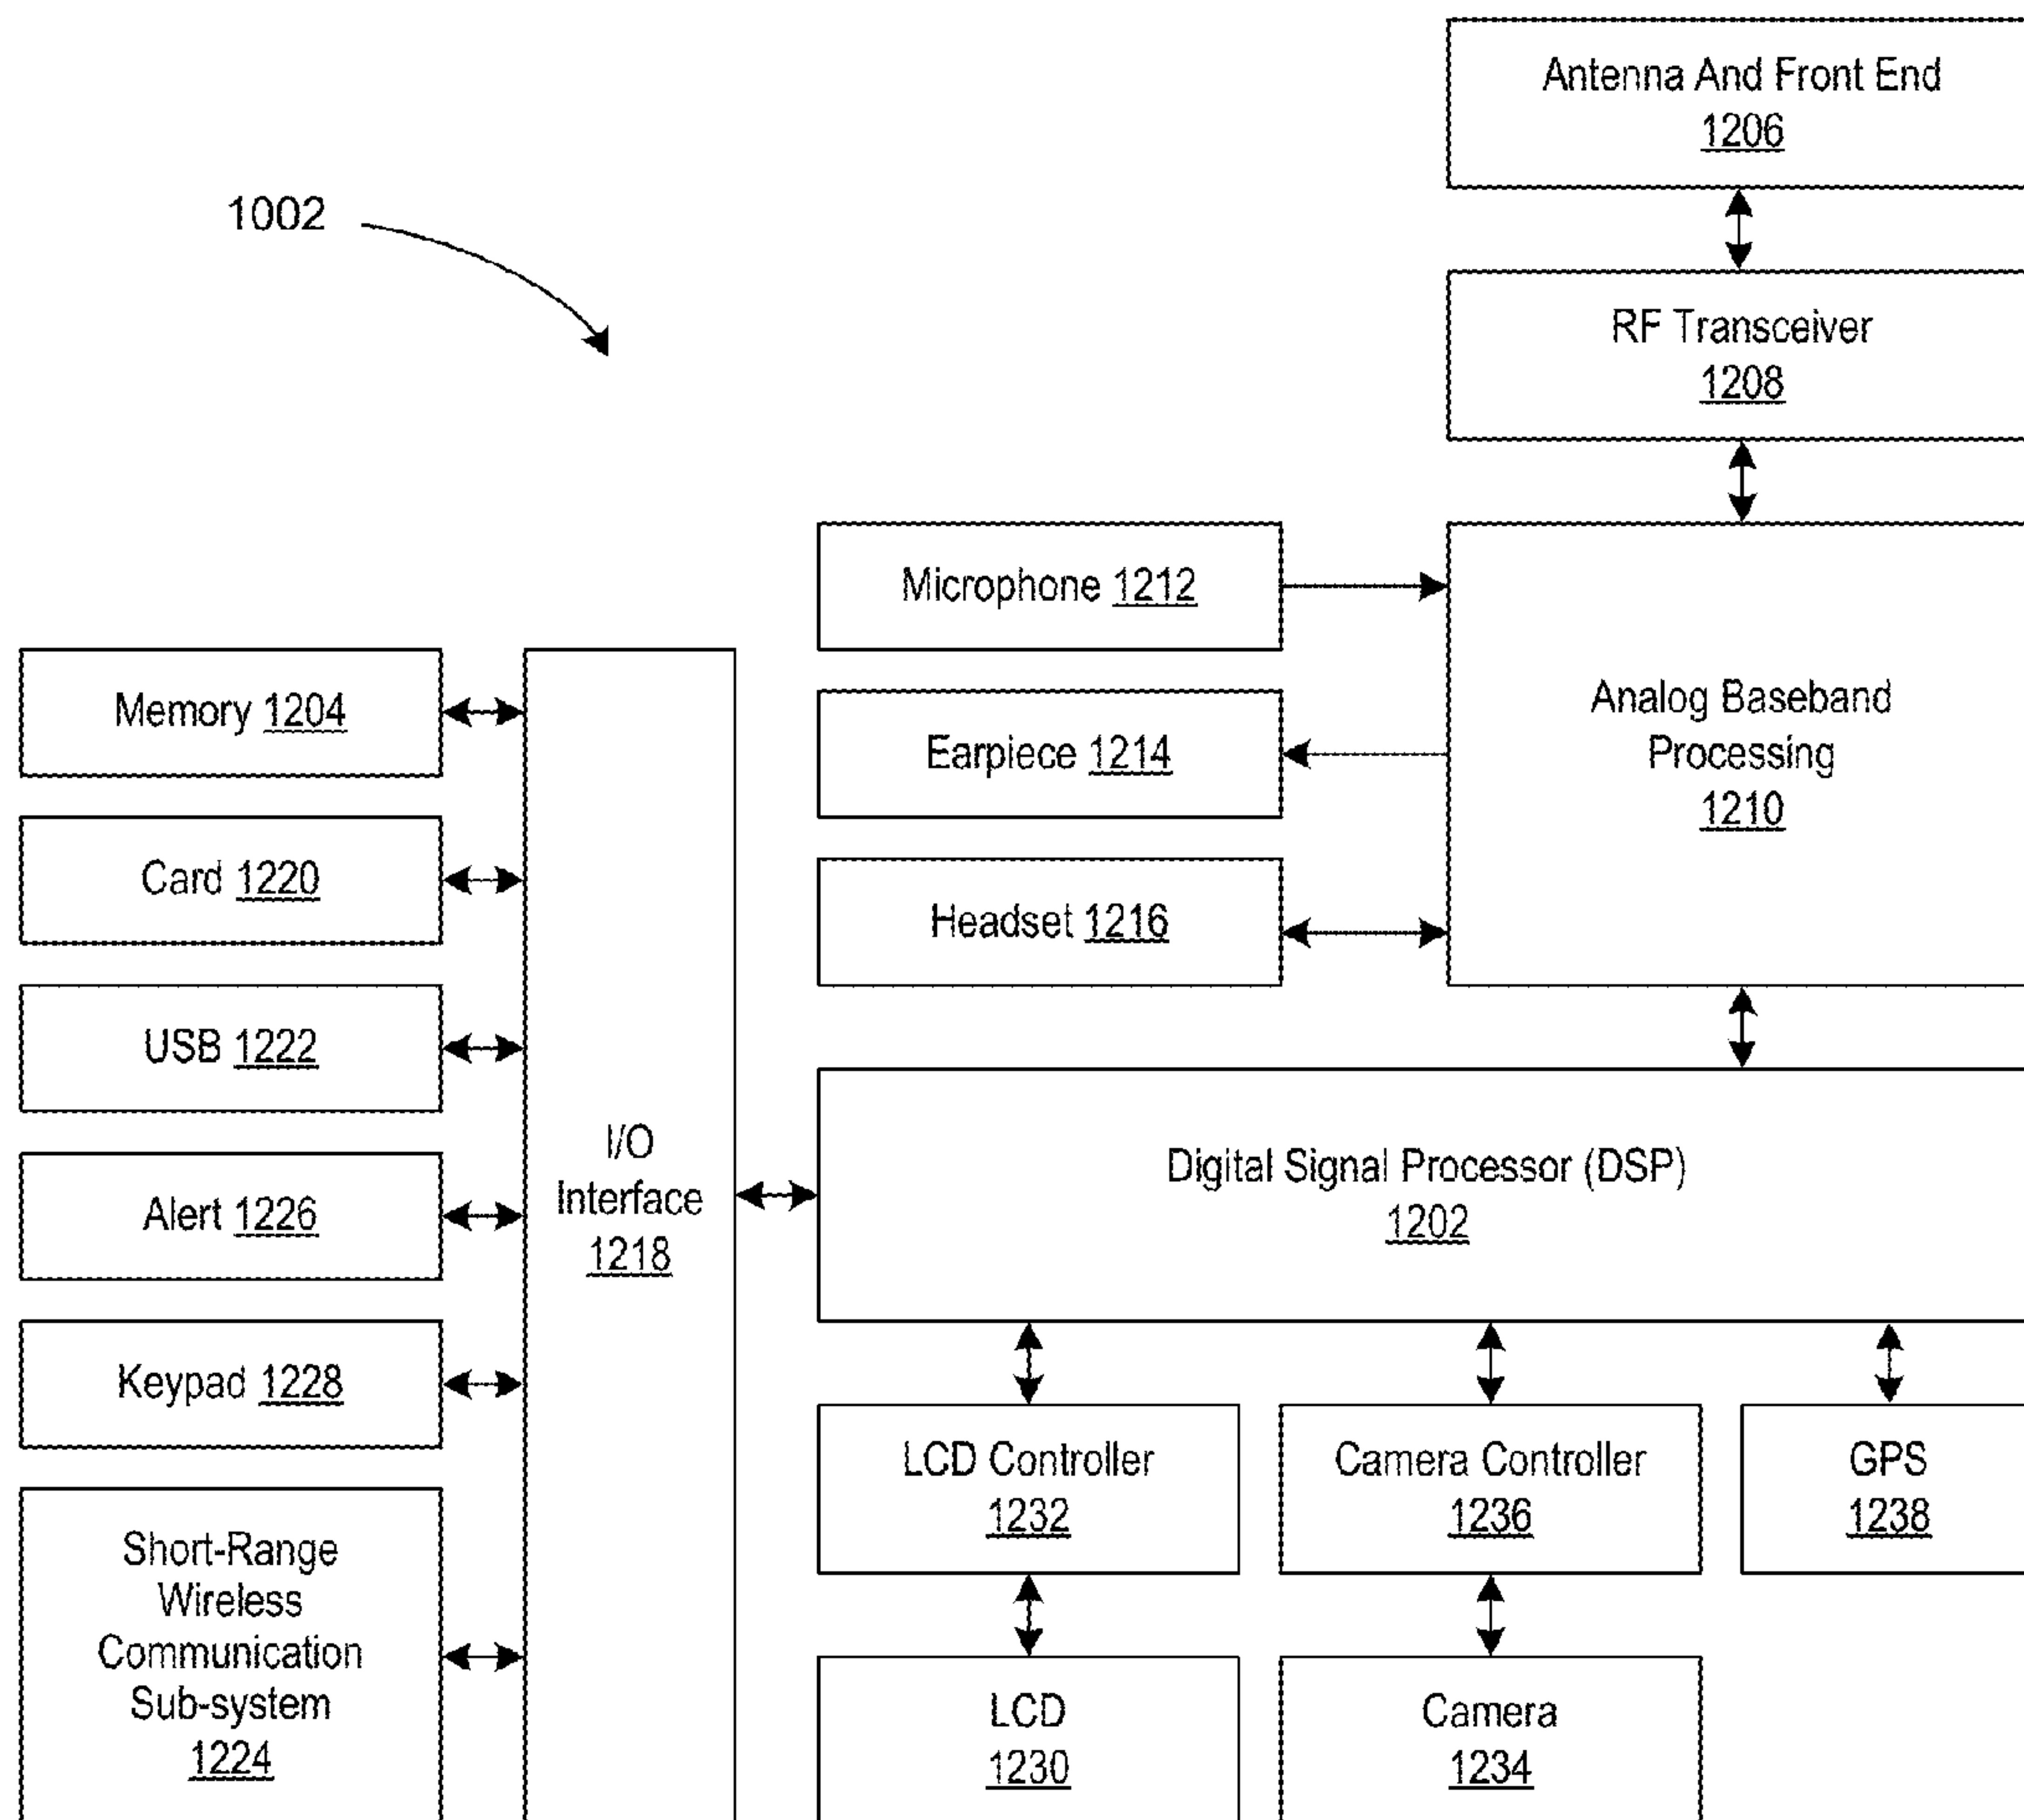 Antenna And Front End
1206
1002
RF Transceiver
1208
Microphone 1212
Earpiece 1214
Headset 1216
Analog Baseband
Processing
1210
Memory 1204
Card 1220
USB 1222
Alert 1226
Keypad 1228
Short-Range
Wireless
Communication
Sub-system
1224
I/O
Interface
1218
Digital Signal Processor (DSP)
1202
LCD Controller
1232
Camera Controller
1236
GPS
1238
LCD
1230
Camera
1234